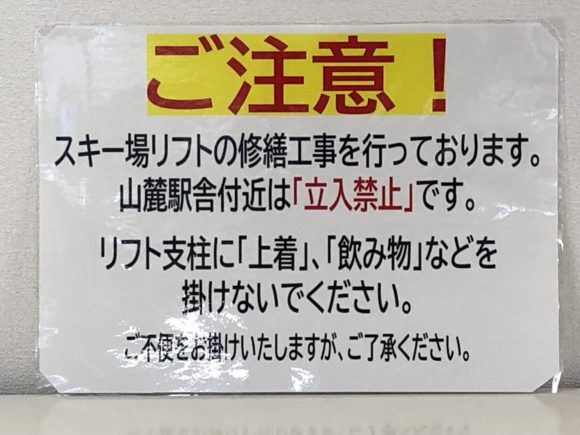 ご注意！
スキー場リフトの修繕工事を行っております。
山麓駅舎付近は「立入禁止」です。
リフト支柱に「上着」、「飲み物」などを
掛けないでください。
ご不便をお掛けいたしますが、ご了承ください。